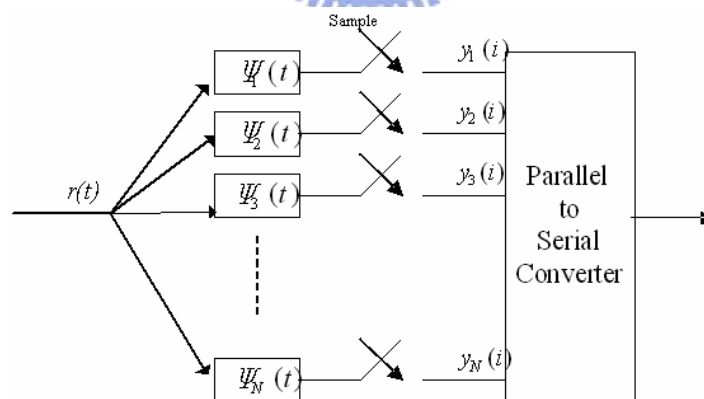 Sample
Ψ1(t)
y1(i)
Ψ2(t)
y2(i)
r(t)
Ψ3(t)
y3(i)
Parallel
to
Serial
Converter
ΨN(t)
yN(i)